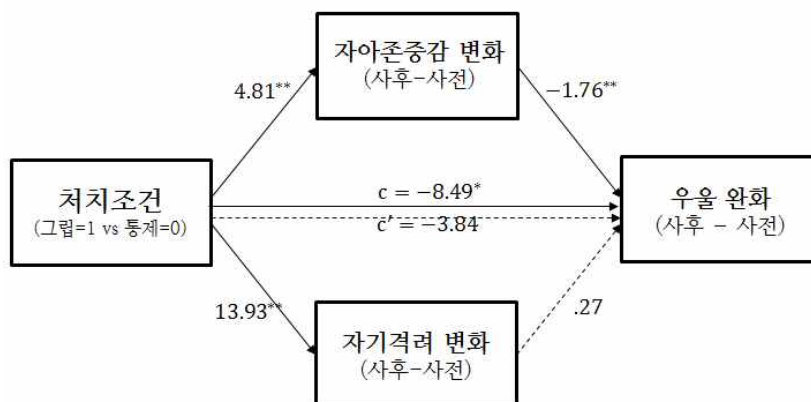 자아존중감 변화
(사후-사전)
4.81**
-1.76**
처치조건
(그립=1 vs 통제=0)
c = -8.49*
c′ = -3.84
우울 완화
(사후 - 사전)
13.93**
.27
자기격려 변화
(사후-사전)